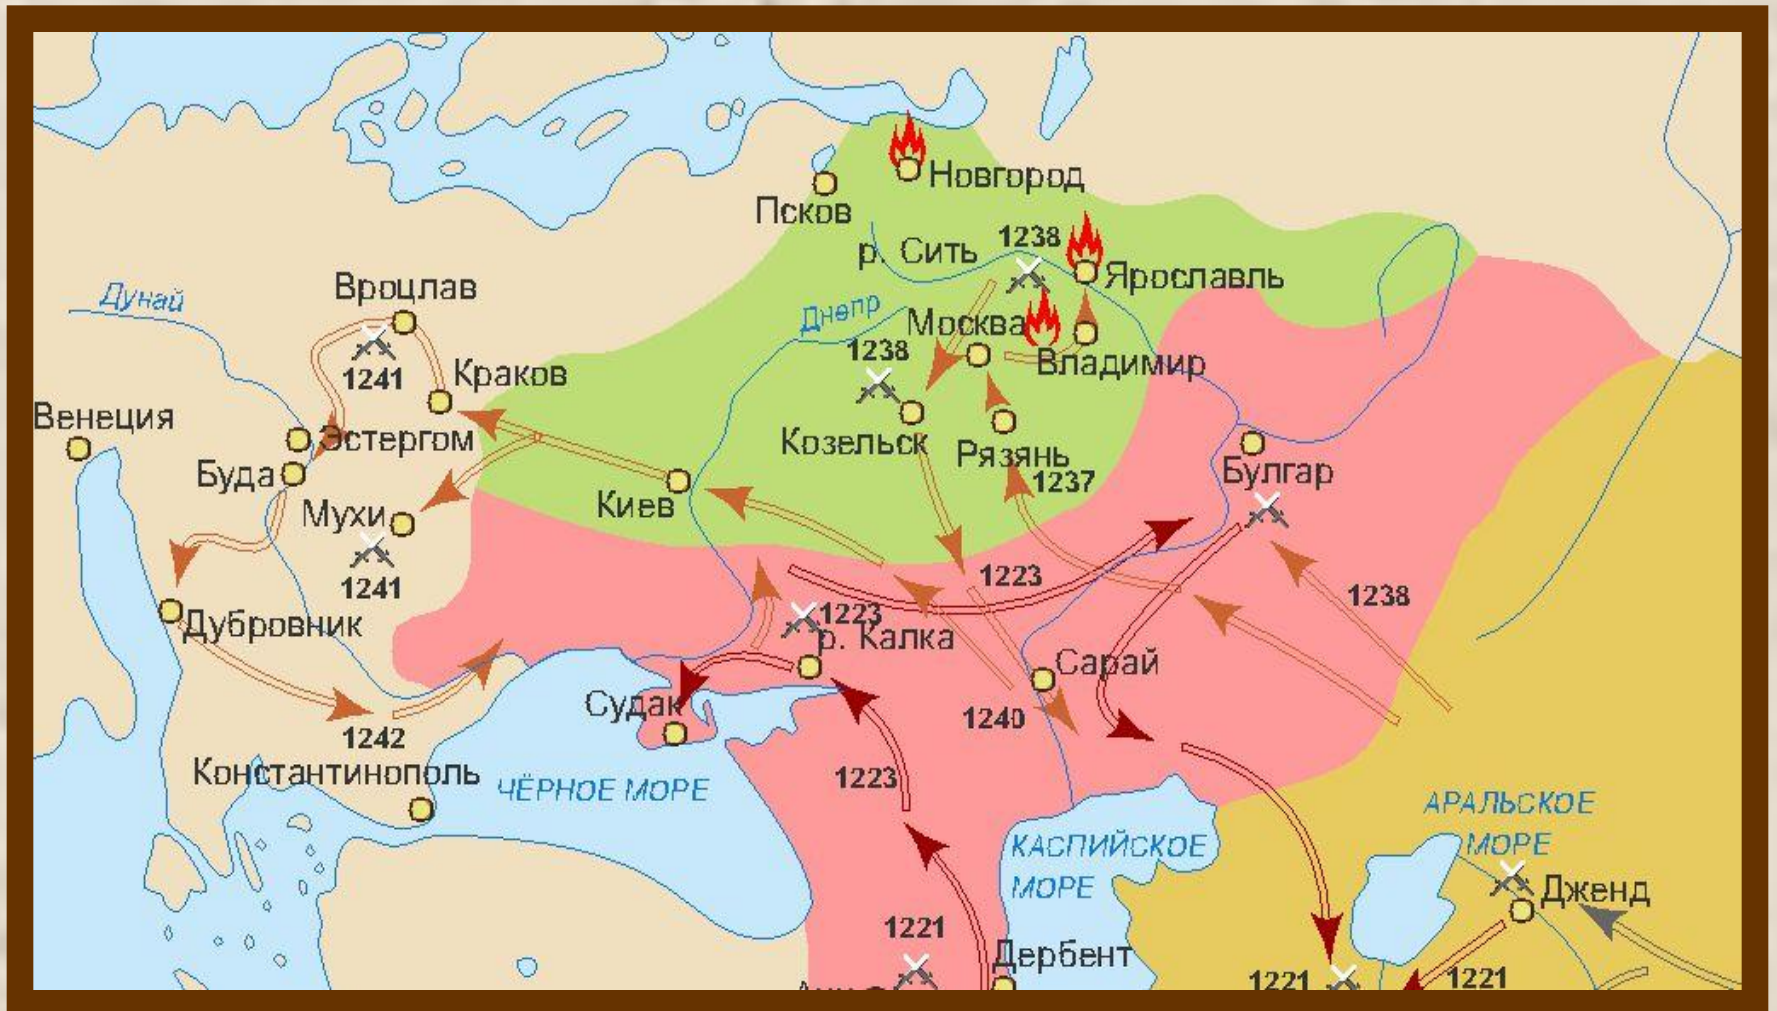 Новгород
Псков
р. Сить
1238
Ярославль
Дунай
Вроцлав
Днепр
Москва
1238
Владимир
1241
Краков
Венеция
Эстергом
Козельск
Рязань
Булгар
Буда
1237
Киев
Мухи
1241
1223
1238
1223
Дубровник
р. Калка
Сарай
Судак
1240
1242
Константинополь
ЧЁРНОЕ МОРЕ
1223
АРАЛЬСКОЕ
МОРЕ
КАСПИЙСКОЕ
МОРЕ
Дженд
1221
Дербент
1221
1221